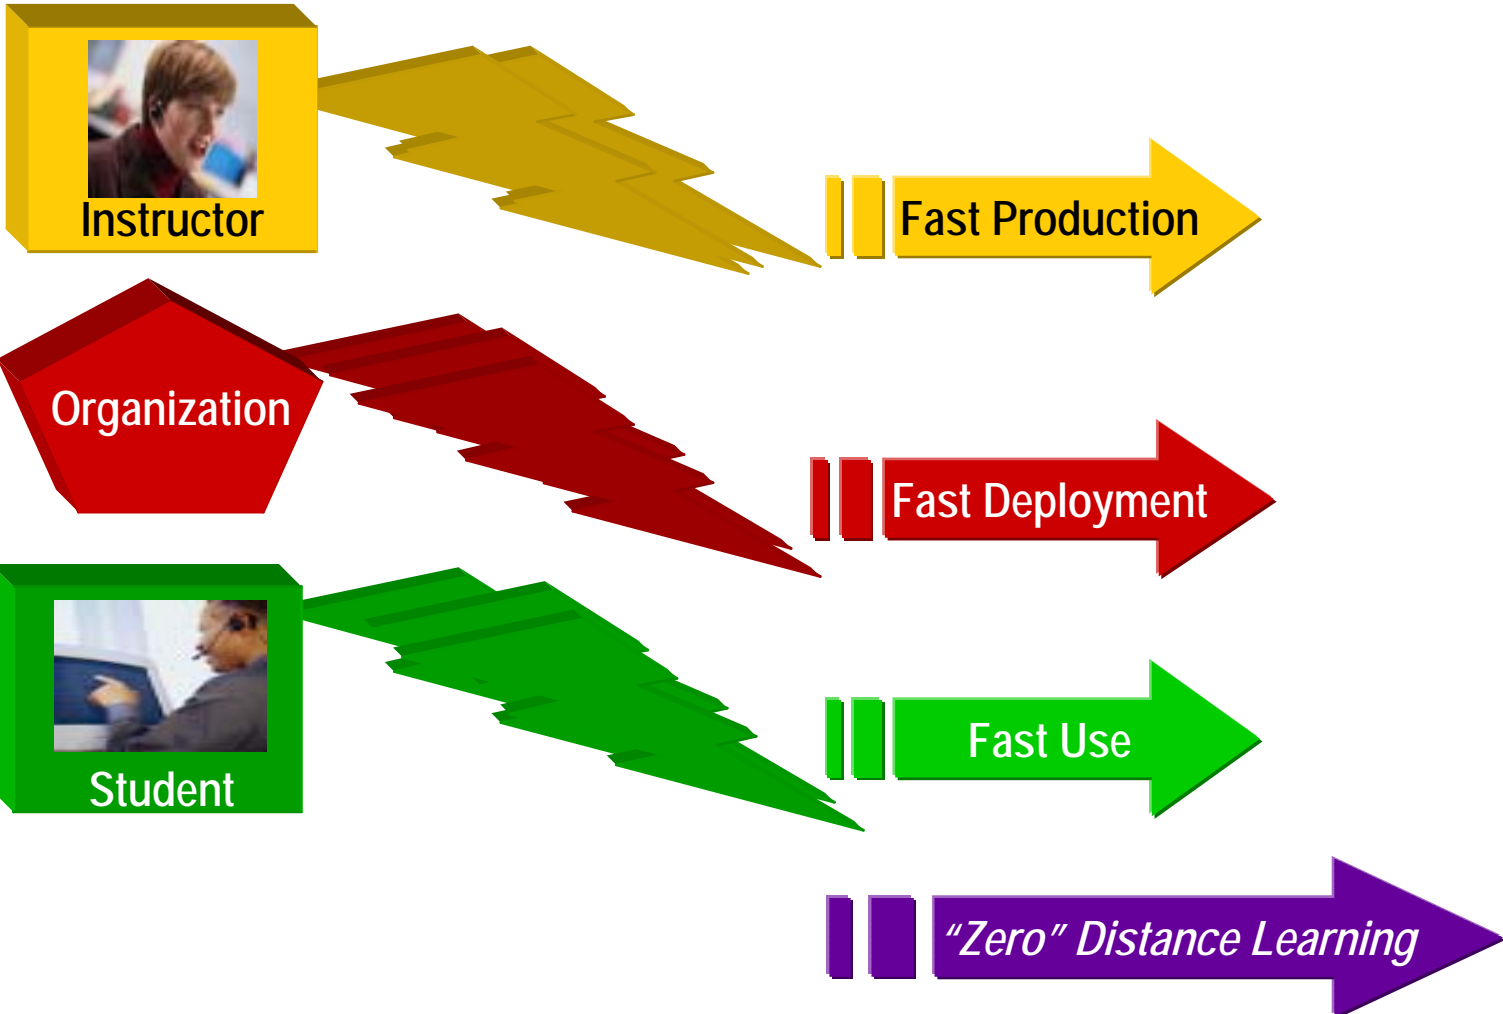 Instructor
Fast Production
Organization
Fast Deployment
Student
Fast Use
“Zero” Distance Learning